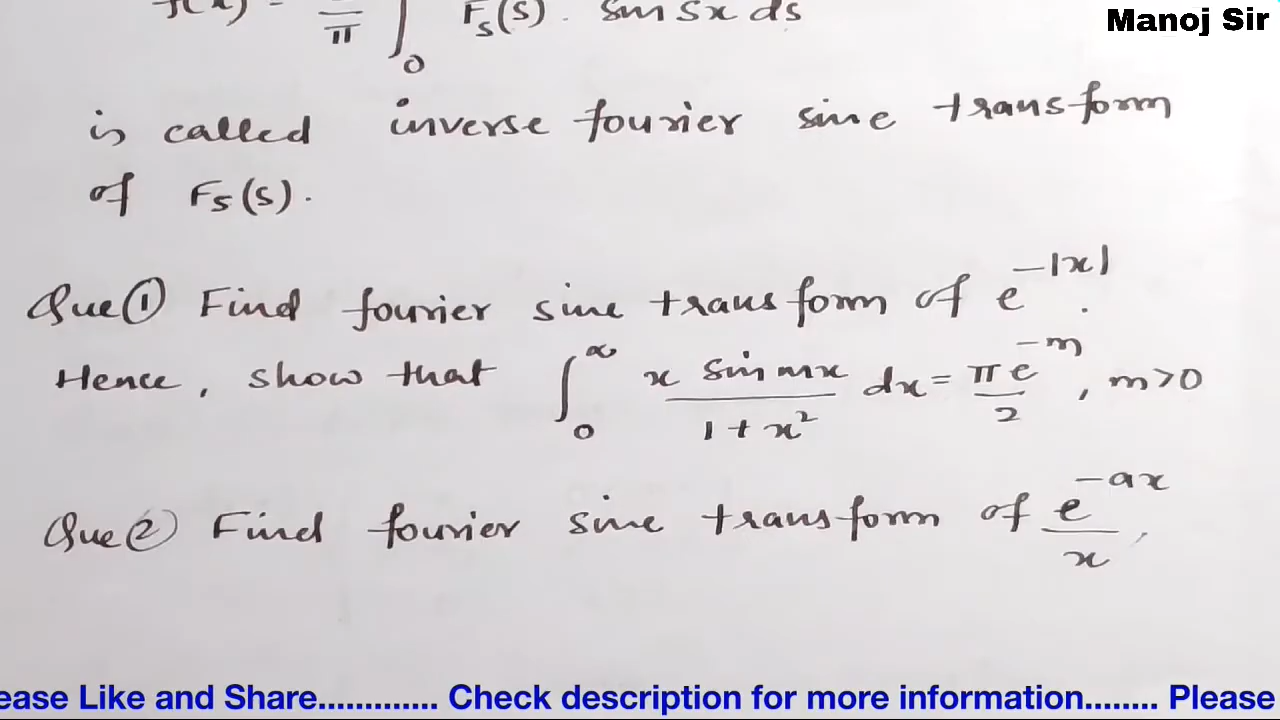 Manoj Sir
π ∫0 Fs(s). sin sx ds
is called inverse fourier sine transform
of Fs(s).
Que① Find fourier sine transform of e^-|x|.
Hence, show that ∫0^∞ x sin mx / 1+x² dx = πe^-m / 2, m>0
Que② Find fourier sine transform of e^-ax / x
ease Like and Share............. Check description for more information........ Please